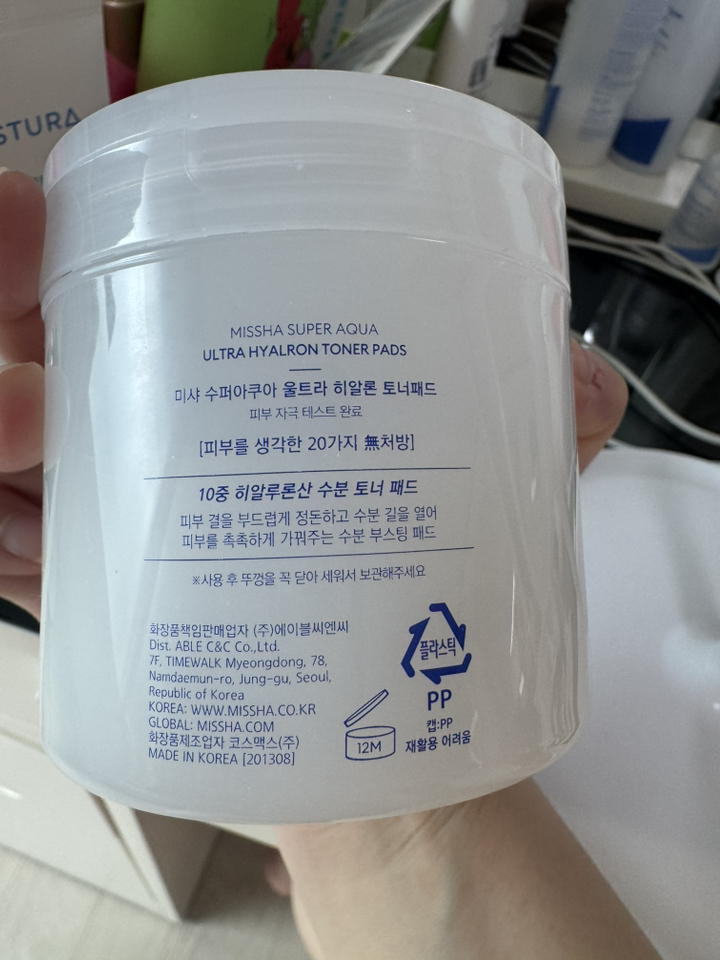 STURA
MISSHA SUPER AQUA
ULTRA HYALRON TONER PADS
미샤 수퍼아쿠아 울트라 히알론 토너패드
피부 자극 테스트 완료
[피부를 생각한 20가지 無처방]
10중 히알루론산 수분 토너 패드
피부 결을 부드럽게 정돈하고 수분 길을 열어
피부를 촉촉하게 가꿔주는 수분 부스팅 패드
※사용 후 뚜껑을 꼭 닫아 세워서 보관해주세요
화장품책임판매업자 (주)에이블씨엔씨
Dist. ABLE C&C Co.,Ltd.
7F, TIMEWALK Myeongdong, 78,
Namdaemun-ro, Jung-gu, Seoul,
Republic of Korea
KOREA: WWW.MISSHA.CO.KR
GLOBAL: MISSHA.COM
화장품제조업자 코스맥스(주)
MADE IN KOREA [201308]
12M
플라스틱
PP
캡:PP
재활용 어려움